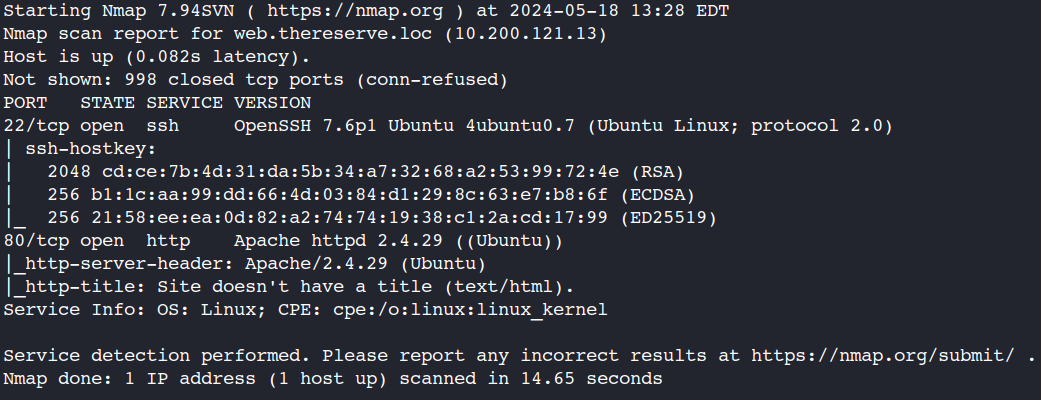 Starting Nmap 7.94SVN ( https://nmap.org ) at 2024-05-18 13:28 EDT
Nmap scan report for web.thereserve.loc (10.200.121.13)
Host is up (0.082s latency).
Not shown: 998 closed tcp ports (conn-refused)
PORT   STATE SERVICE VERSION
22/tcp open  ssh     OpenSSH 7.6p1 Ubuntu 4ubuntu0.7 (Ubuntu Linux; protocol 2.0)
| ssh-hostkey:
|   2048 cd:ce:7b:4d:31:da:5b:34:a7:32:68:a2:53:99:72:4e (RSA)
|   256 b1:1c:aa:99:dd:66:4d:03:84:d1:29:8c:63:e7:b8:6f (ECDSA)
|_  256 21:58:ee:ea:0d:82:a2:74:74:19:38:c1:2a:cd:17:99 (ED25519)
80/tcp open  http    Apache httpd 2.4.29 ((Ubuntu))
|_http-server-header: Apache/2.4.29 (Ubuntu)
|_http-title: Site doesn't have a title (text/html).
Service Info: OS: Linux; CPE: cpe:/o:linux:linux_kernel

Service detection performed. Please report any incorrect results at https://nmap.org/submit/ .
Nmap done: 1 IP address (1 host up) scanned in 14.65 seconds